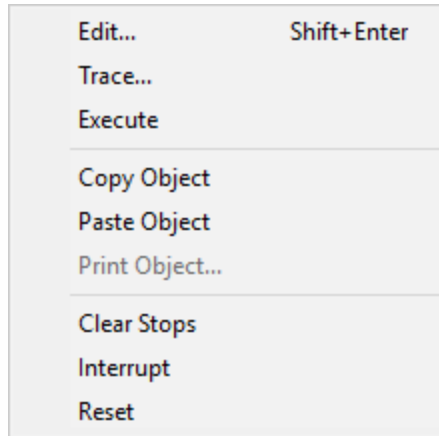 Edit... Shift+Enter
Trace...
Execute
Copy Object
Paste Object
Print Object...
Clear Stops
Interrupt
Reset